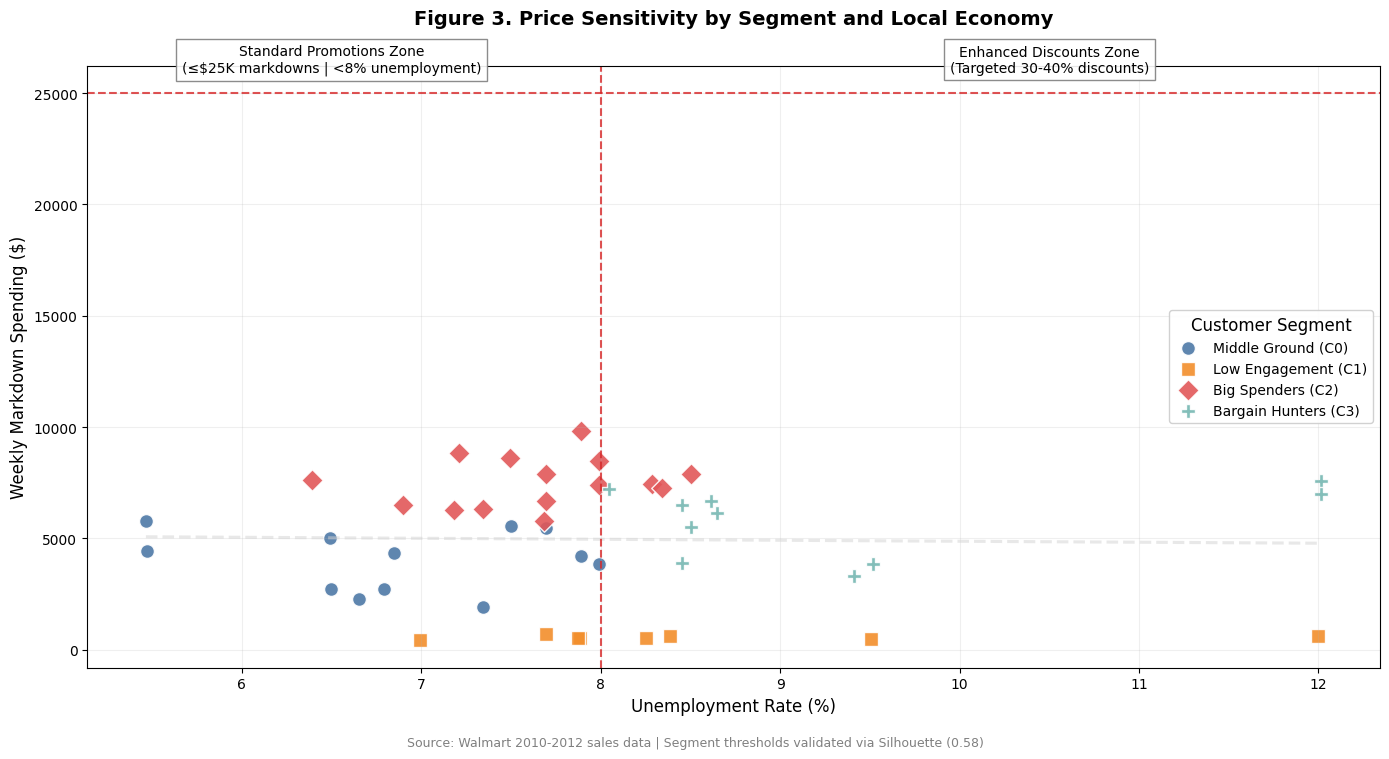 Figure 3. Price Sensitivity by Segment and Local Economy
Standard Promotions Zone
(≤$25K markdowns | <8% unemployment)
Enhanced Discounts Zone
(Targeted 30-40% discounts)
25000
20000
15000
10000
5000
0
Weekly Markdown Spending ($)
Customer Segment
Middle Ground (C0)
Low Engagement (C1)
Big Spenders (C2)
Bargain Hunters (C3)
6
7
8
9
10
11
12
Unemployment Rate (%)
Source: Walmart 2010-2012 sales data | Segment thresholds validated via Silhouette (0.58)